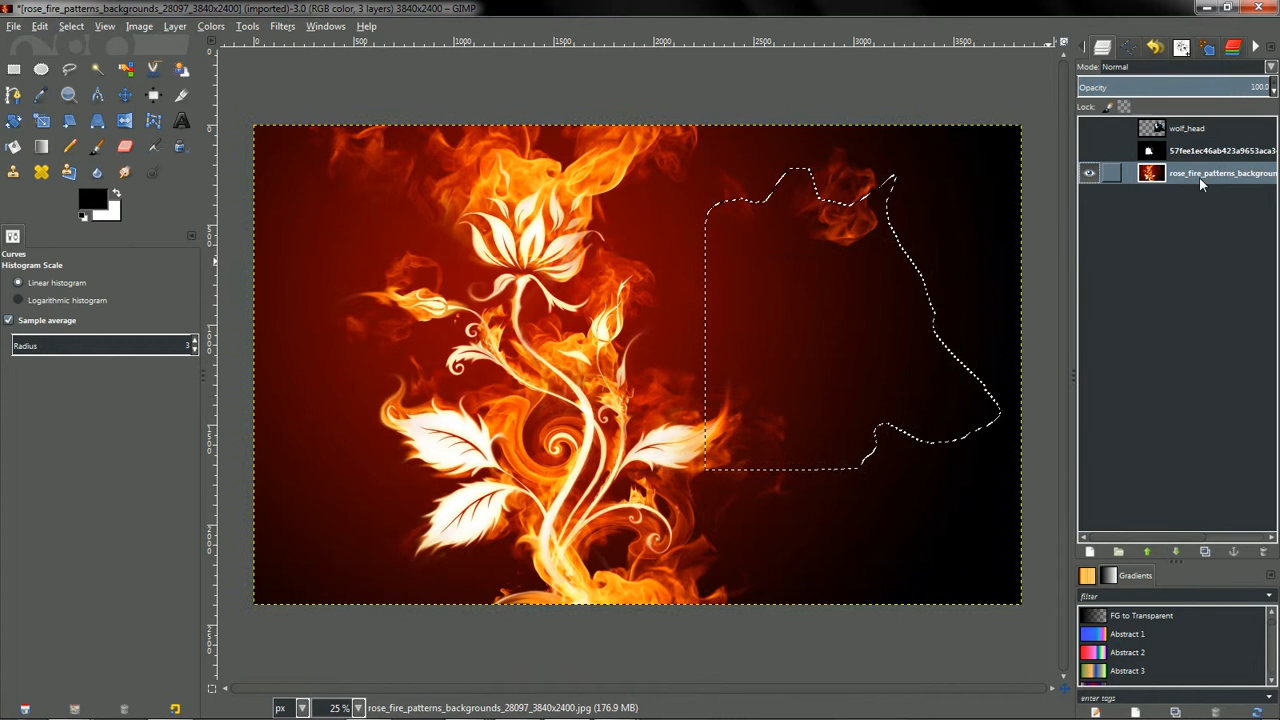 *[rose_fire_patterns_backgrounds_28097_3840x2400] (imported)-3.0 (RGB color, 3 layers) 3840x2400 – GIMP
File Edit Select View Image Layer Colors Tools Filters Windows Help
0 500 1000 1500 2000 2500 3000 3500
Mode: Normal
Opacity 100.0
Lock:
wolf_head
57fee1ec46ab423a9653aca3
rose_fire_patterns_backgroun
Curves
Histogram Scale
Linear histogram
Logarithmic histogram
Sample average
Radius 3
Gradients
filter
FG to Transparent
Abstract 1
Abstract 2
Abstract 3
enter tags
px 25 % rose_fire_patterns_backgrounds_28097_3840x2400.jpg (176.9 MB)